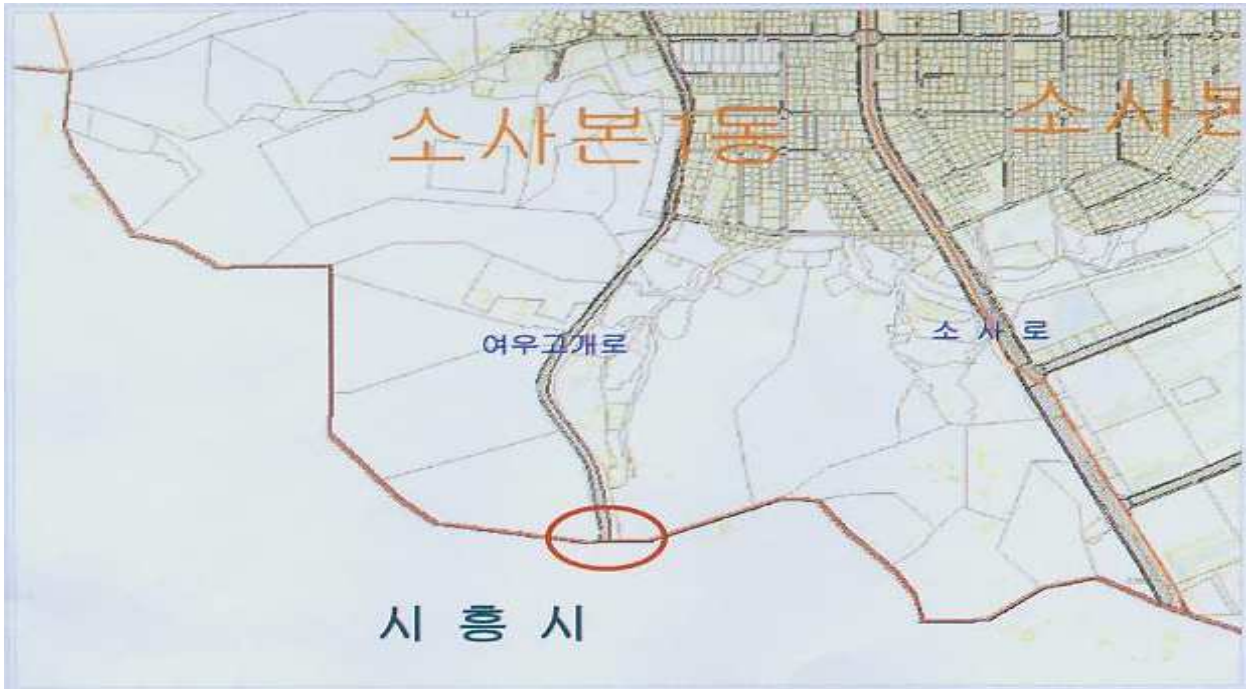 소사본1동
소사본
여우고개로
소 사 로
시 흥 시